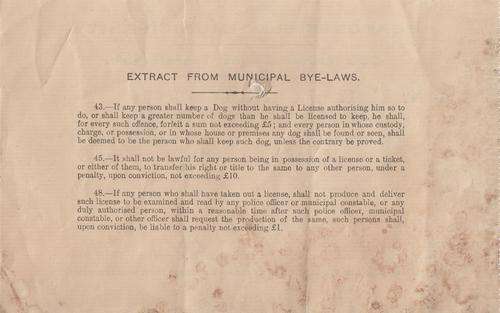 EXTRACT FROM MUNICIPAL BYE-LAWS.
43.—If any person shall keep a Dog without having a License authorising him so to
do, or shall keep a greater number of dogs than he shall be licensed to keep, he shall,
for every such offence, forfeit a sum not exceeding £5; and every person in whose custody,
charge, or possession, or in whose house or premises any dog shall be found or seen, shall
be deemed to be the person who shall keep such dog, unless the contrary be proved.
45.—It shall not be lawful for any person being in possession of a license or a ticket,
or either of them, to transfer his right or title to the same to any other person, under a
penalty, upon conviction, not exceeding £10.
48.—If any person who shall have taken out a license, shall not produce and deliver
such license to be examined and read by any police officer or municipal constable, or any
duly authorised person, within a reasonable time after such police officer, municipal
constable, or other officer shall request the production of the same, such persons shall,
upon conviction, be liable to a penalty not exceeding £1.